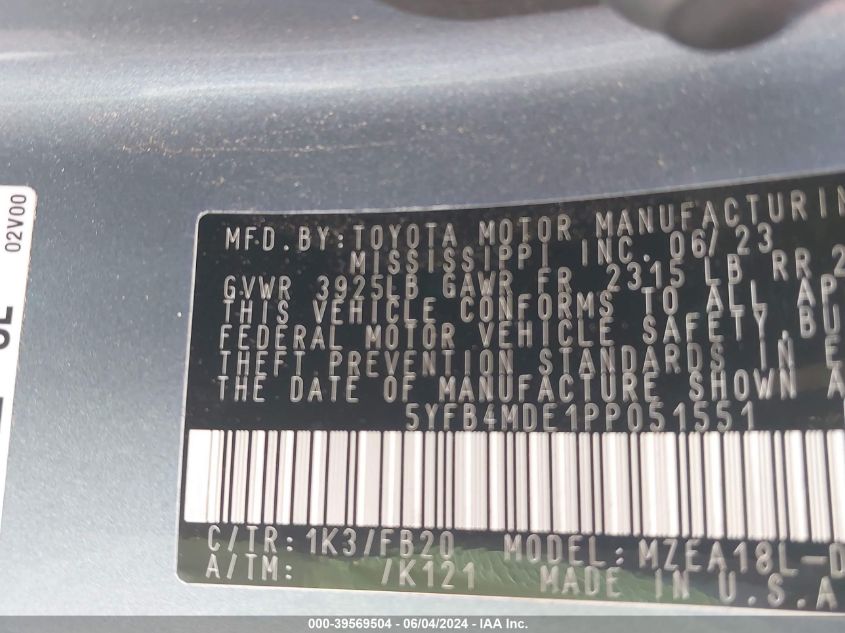 02V00
MFD.BY:TOYOTA MOTOR MANUFACTURIN
MISSISSIPPI INC. 06/23
GVWR 3925LB GAWR FR 2315 LB RR 2
THIS VEHICLE CONFORMS TO ALL AP
FEDERAL MOTOR VEHICLE SAFETY,BU
THEFT PREVENTION STANDARDS IN E
THE DATE OF MANUFACTURE SHOWN A
5YFB4MDE1PP051551
C/TR:1K3/FB20 MODEL:MZEA18L-D
A/TM: /K121 MADE IN U.S.A
000-39569504 - 06/04/2024 - IAAI.com